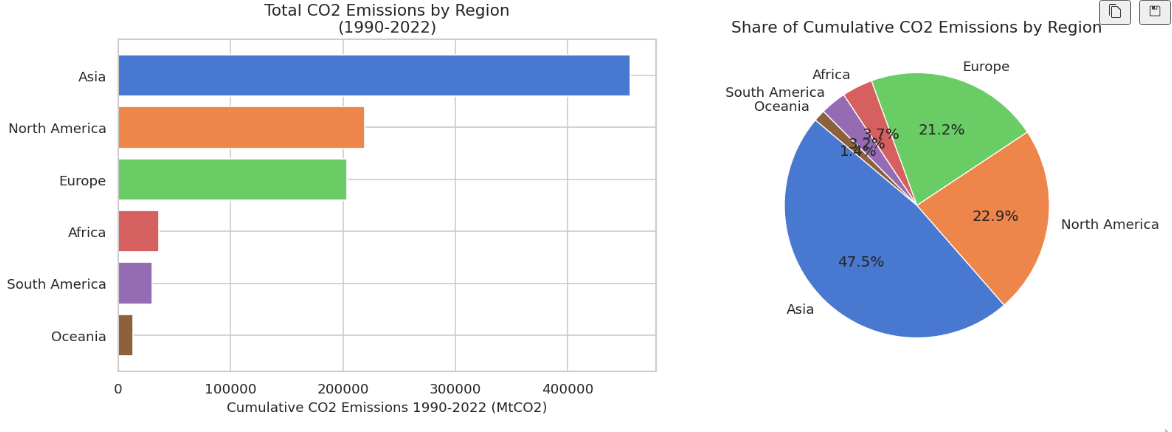 Total CO2 Emissions by Region
(1990-2022)
Asia
North America
Europe
Africa
South America
Oceania
0
100000
200000
300000
400000
Cumulative CO2 Emissions 1990-2022 (MtCO2)
Share of Cumulative CO2 Emissions by Region
Europe
Africa
South America
Oceania
North America
Asia
21.2%
3.7%
3.2%
1.4%
22.9%
47.5%